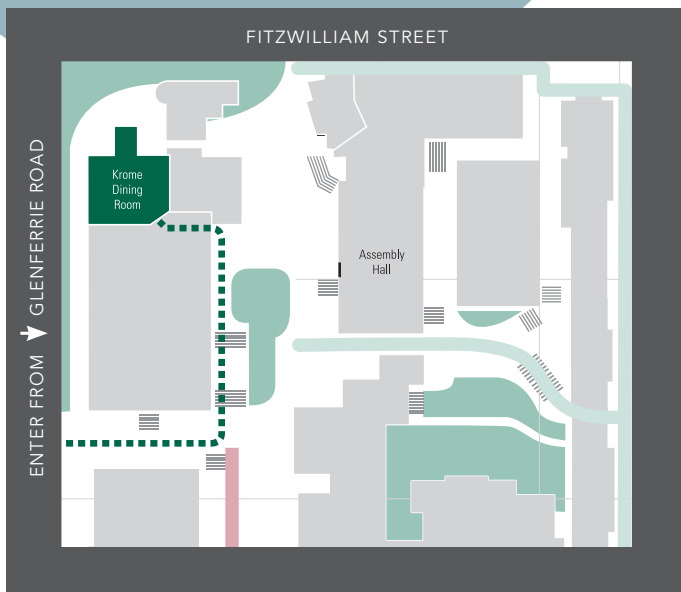 FITZWILLIAM STREET
Krome
Dining
Room
Assembly
Hall
ENTER FROM
GLENFERRIE ROAD